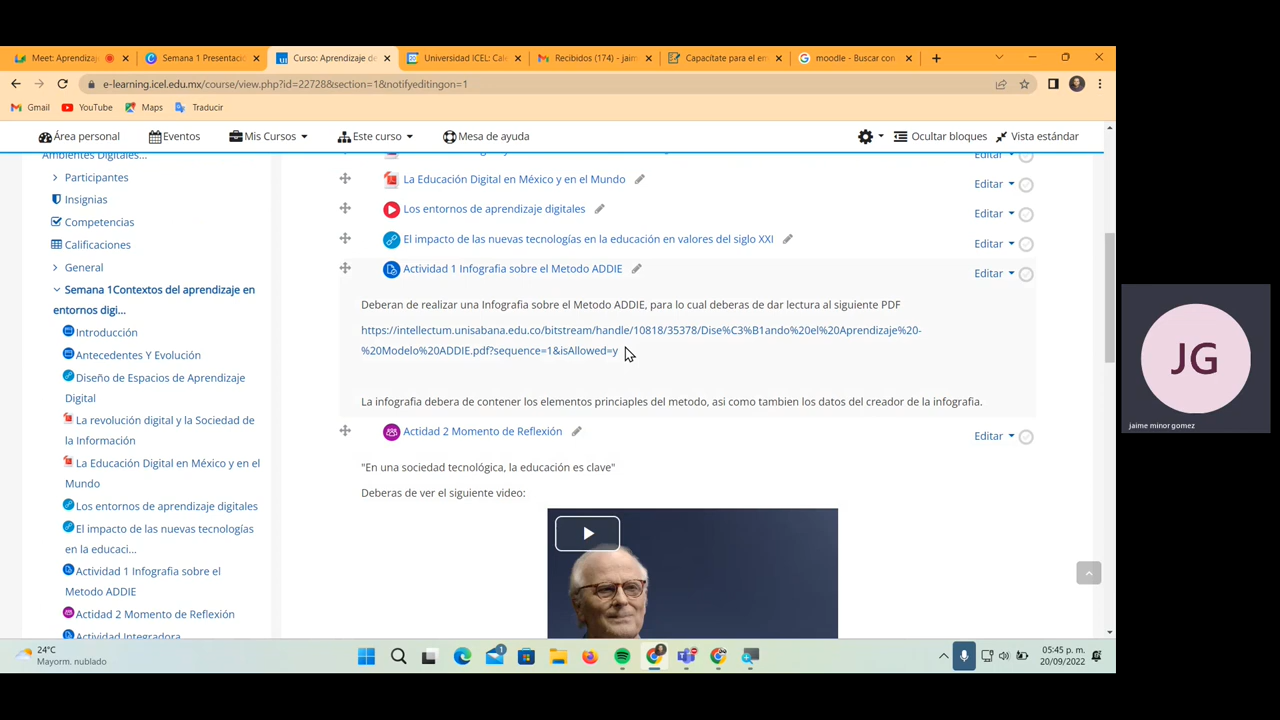 Meet: Aprendizaj
Semana 1 Presentació
Curso: Aprendizaje de
Universidad ICEL: Cale
Recibidos (174) - jaim
Capacítate para el em
moodle - Buscar con
e-learning.icel.edu.mx/course/view.php?id=22728&section=1&notifyeditingon=1
Gmail
YouTube
Maps
Traducir
Área personal
Eventos
Mis Cursos
Este curso
Mesa de ayuda
Ocultar bloques
Vista estándar
Ambientes Digitales...
Participantes
Insignias
Competencias
Calificaciones
General
Semana 1Contextos del aprendizaje en
entornos digi...
Introducción
Antecedentes Y Evolución
Diseño de Espacios de Aprendizaje
Digital
La revolución digital y la Sociedad de
la Información
La Educación Digital en México y en el
Mundo
Los entornos de aprendizaje digitales
El impacto de las nuevas tecnologías
en la educaci...
Actividad 1 Infografia sobre el
Metodo ADDIE
Actidad 2 Momento de Reflexión
Actividad Integradora
Editar
La Educación Digital en México y en el Mundo
Editar
Los entornos de aprendizaje digitales
Editar
El impacto de las nuevas tecnologías en la educación en valores del siglo XXI
Editar
Actividad 1 Infografia sobre el Metodo ADDIE
Editar
Deberan de realizar una Infografia sobre el Metodo ADDIE, para lo cual deberas de dar lectura al siguiente PDF
https://intellectum.unisabana.edu.co/bitstream/handle/10818/35378/Dise%C3%B1ando%20el%20Aprendizaje%20-
%20Modelo%20ADDIE.pdf?sequence=1&isAllowed=y
La infografia debera de contener los elementos princiaples del metodo, asi como tambien los datos del creador de la infografia.
Actidad 2 Momento de Reflexión
Editar
"En una sociedad tecnológica, la educación es clave"
Deberas de ver el siguiente video:
JG
jaime minor gomez
24°C
Mayorm. nublado
05:45 p. m.
20/09/2022